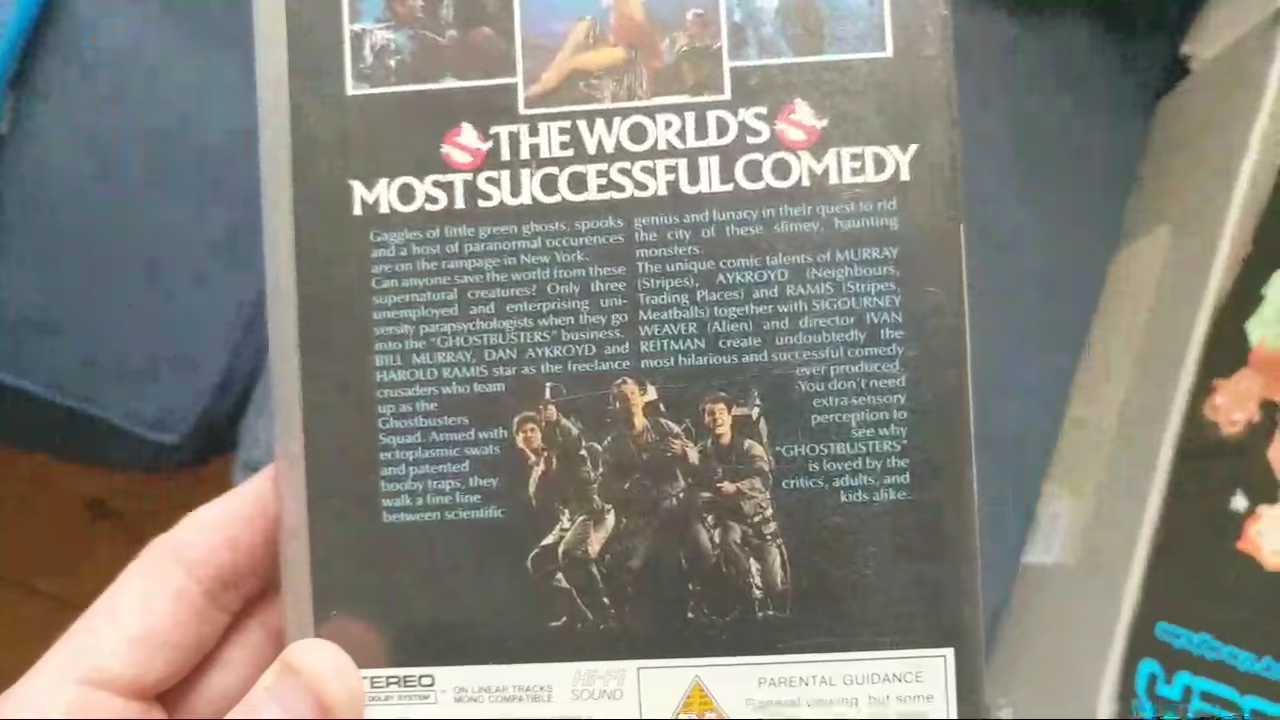 THE WORLD'S
MOST SUCCESSFUL COMEDY
Gaggles of little green ghosts, spooks
and a host of paranormal occurences
are on the rampage in New York.
Can anyone save the world from these
supernatural creatures? Only three
unemployed and enterprising uni-
versity parapsychologists when they go
into the "GHOSTBUSTERS" business.
BILL MURRAY, DAN AYKROYD and
HAROLD RAMIS star as the freelance
crusaders who team
up as the
Ghostbusters
Squad. Armed with
ectoplasmic swats
and patented
booby traps, they
walk a fine line
between scientific
genius and lunacy in their quest to rid
the city of these slimey, haunting
monsters.
The unique comic talents of MURRAY
(Stripes), AYKROYD (Neighbours,
Trading Places) and RAMIS (Stripes,
Meatballs) together with SIGOURNEY
WEAVER (Alien) and director IVAN
REITMAN create undoubtedly the
most hilarious and successful comedy
ever produced.
You don't need
extra-sensory
perception to
see why
"GHOSTBUSTERS"
is loved by the
critics, adults, and
kids alike.
TEREO
DOLBY SYSTEM
ON LINEAR TRACKS
MONO COMPATIBLE
Hi-Fi
SOUND
PARENTAL GUIDANCE
General viewing, but some